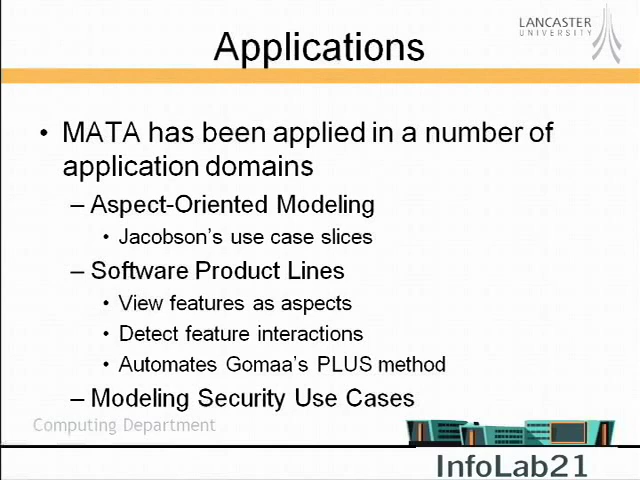 LANCASTER
UNIVERSITY
Applications
• MATA has been applied in a number of
application domains
– Aspect-Oriented Modeling
• Jacobson's use case slices
– Software Product Lines
• View features as aspects
• Detect feature interactions
• Automates Gomaa's PLUS method
– Modeling Security Use Cases
Computing Department
InfoLab21